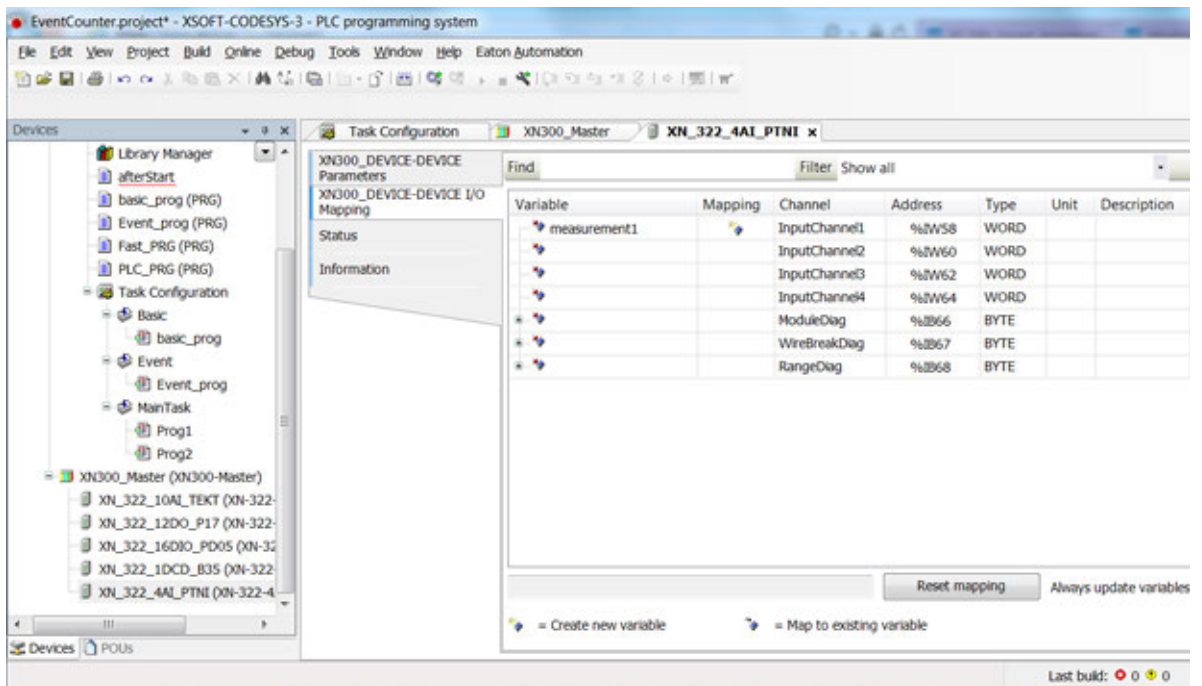 EventCounter.project* - XSOFT-CODESYS-3 - PLC programming system
File Edit View Project Build Online Debug Tools Window Help Eaton Automation
Devices
Library Manager
afterStart
basic_prog (PRG)
Event_prog (PRG)
Fast_PRG (PRG)
PLC_PRG (PRG)
Task Configuration
Basic
basic_prog
Event
Event_prog
MainTask
Prog1
Prog2
XN300_Master (XN300-Master)
XN_322_10AI_TEKT (XN-322-
XN_322_12DO_P17 (XN-322-
XN_322_16DIO_PD05 (XN-32
XN_322_1DCD_B35 (XN-322-
XN_322_4AI_PTNI (XN-322-4
Devices POUs
Task Configuration XN300_Master XN_322_4AI_PTNI x
XN300_DEVICE-DEVICE Parameters
XN300_DEVICE-DEVICE I/O Mapping
Status
Information
Find Filter Show all
Variable Mapping Channel Address Type Unit Description
measurement1 InputChannel1 %IW58 WORD
InputChannel2 %IW60 WORD
InputChannel3 %IW62 WORD
InputChannel4 %IW64 WORD
ModuleDiag %IB66 BYTE
WireBreakDiag %IB67 BYTE
RangeDiag %IB68 BYTE
Reset mapping Always update variables
= Create new variable = Map to existing variable
Last build: 0 0